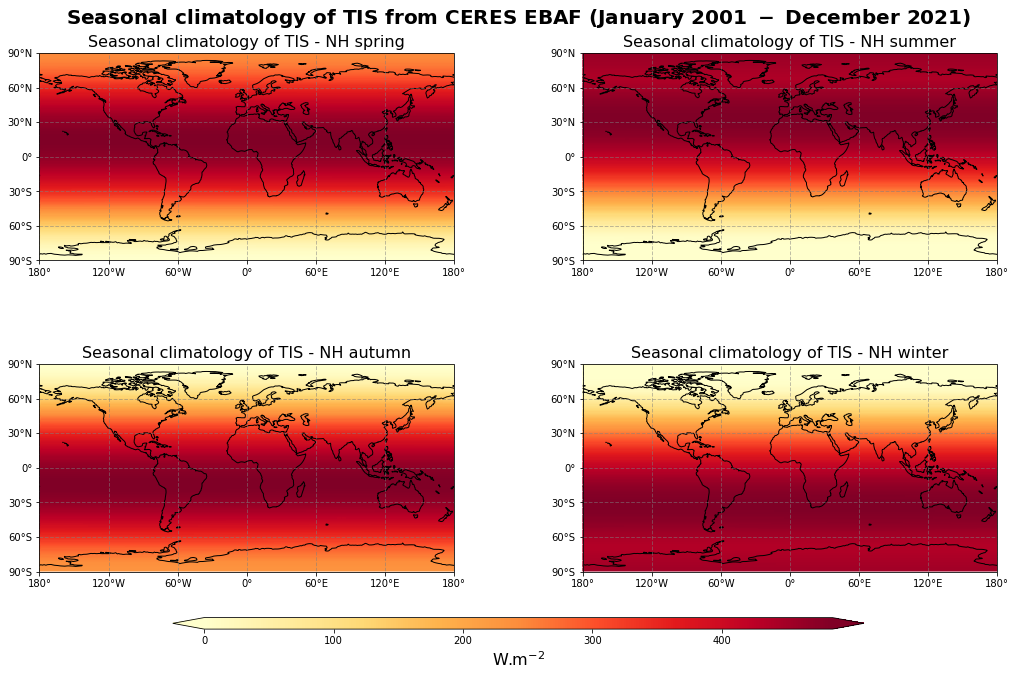 Seasonal climatology of TIS from CERES EBAF (January 2001 − December 2021)
Seasonal climatology of TIS - NH spring
Seasonal climatology of TIS - NH summer
90°N 90°N
60°N 60°N
30°N 30°N
0° 0°
30°S 30°S
60°S 60°S
90°S 90°S
180° 120°W 60°W 0° 60°E 120°E 180° 180° 120°W 60°W 0° 60°E 120°E 180°
Seasonal climatology of TIS - NH autumn
Seasonal climatology of TIS - NH winter
90°N 90°N
60°N 60°N
30°N 30°N
0° 0°
30°S 30°S
60°S 60°S
90°S 90°S
180° 120°W 60°W 0° 60°E 120°E 180° 180° 120°W 60°W 0° 60°E 120°E 180°
0 100 200 300 400
W.m⁻²